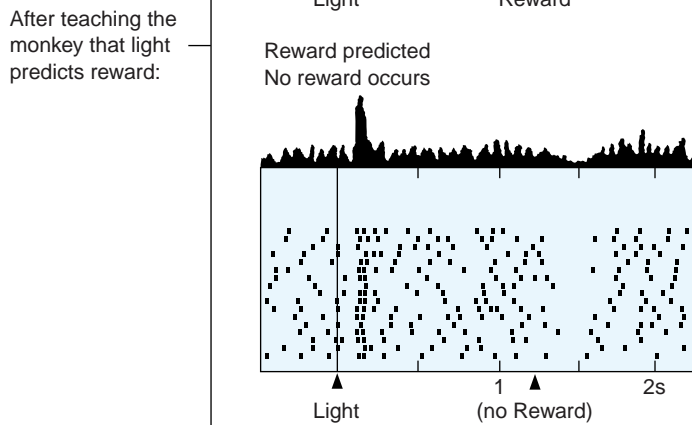 Light Reward
After teaching the
monkey that light
predicts reward:
Reward predicted
No reward occurs
1 2s
Light (no Reward)